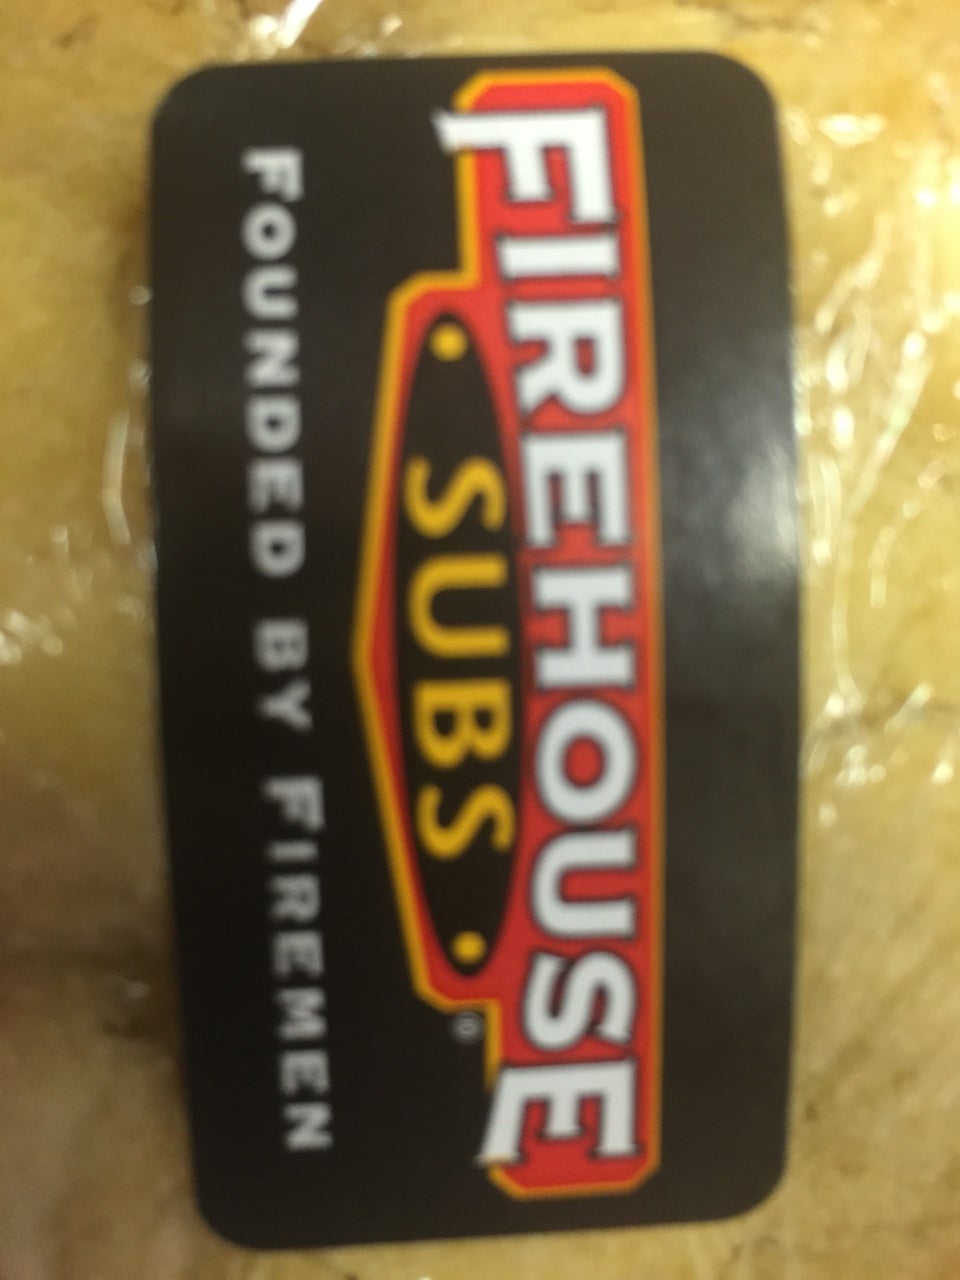 FIREHOUSE
SUBS
®
FOUNDED BY FIREMEN